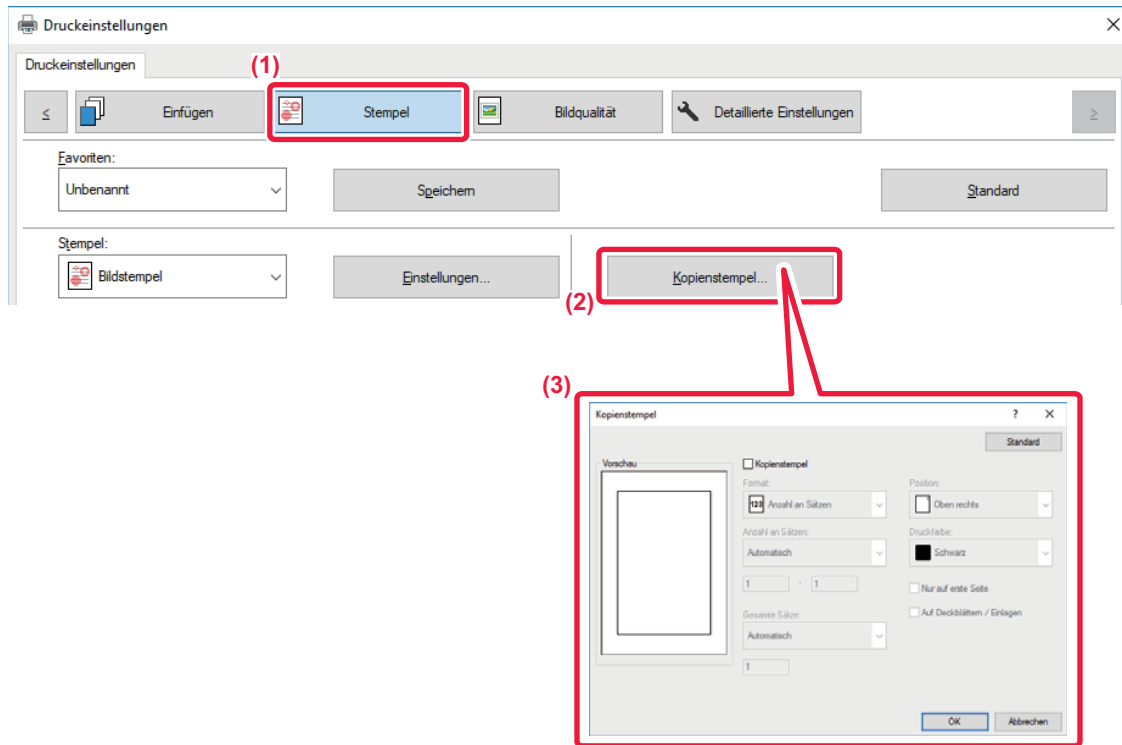 Druckeinstellungen
Druckeinstellungen
(1)
≤ Einfügen Stempel Bildqualität Detaillierte Einstellungen ≥
Favoriten:
Unbenannt Speichern Standard
Stempel:
Bildstempel Einstellungen... Kopienstempel...
(2)
(3)
Kopienstempel ? X
Standard
Vorschau Kopienstempel
Format: Position:
123 Anzahl an Sätzen Oben rechts
Anzahl an Sätzen: Druckfarbe:
Automatisch Schwarz
1 - 1 Nur auf erste Seite
Gesamte Sätze: Auf Deckblättern / Einlagen
Automatisch
1
OK Abbrechen